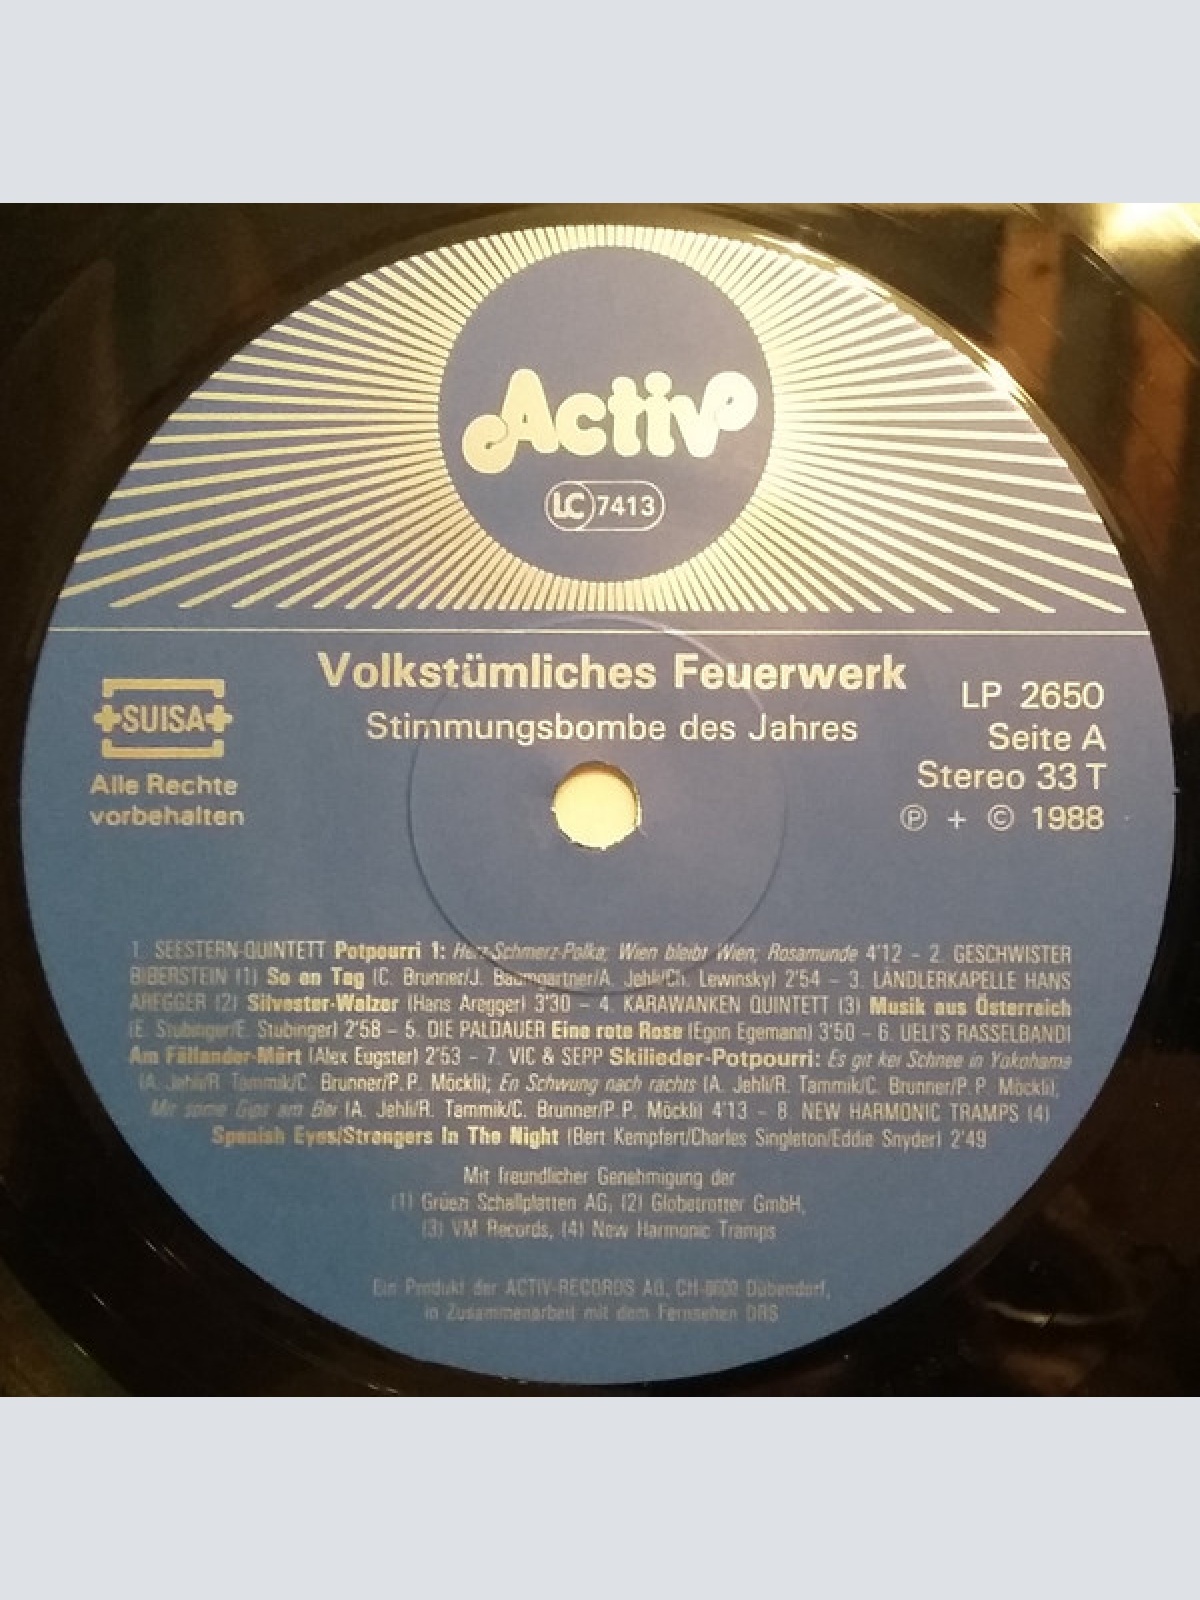 Activ
LC 7413
Volkstümliches Feuerwerk
Stimmungsbombe des Jahres
SUISA
Alle Rechte
vorbehalten
LP 2650
Seite A
Stereo 33 T
Ⓟ + © 1988
1. SEESTERN-QUINTETT Potpourri 1: Herz-Schmerz-Polka; Wien bleibt Wien; Rosamunde 4'12 – 2. GESCHWISTER
BIBERSTEIN (1) So en Tag (C. Brunner/J. Baumgartner/A. Jehli/Ch. Lewinsky) 2'54 – 3. LÄNDLERKAPELLE HANS
AREGGER (2) Silvester-Walzer (Hans Aregger) 3'30 – 4. KARAWANKEN QUINTETT (3) Musik aus Österreich
(E. Stubinger/E. Stubinger) 2'58 – 5. DIE PALDAUER Eine rote Rose (Egon Egemann) 3'50 – 6. UELI'S RASSELBANDI
Am Fällander-Märt (Alex Eugster) 2'53 – 7. VIC & SEPP Skilieder-Potpourri: Es git kei Schnee in Yokohama
(A. Jehli/R. Tammik/C. Brunner/P. P. Möckli); En Schwung nach rächts (A. Jehli/R. Tammik/C. Brunner/P. P. Möckli),
Mit some Gips am Bei (A. Jehli/R. Tammik/C. Brunner/P. P. Möckli) 4'13 – 8. NEW HARMONIC TRAMPS (4)
Spanish Eyes/Strangers In The Night (Bert Kempfert/Charles Singleton/Eddie Snyder) 2'49
Mit freundlicher Genehmigung der
(1) Grüezi Schallplatten AG, (2) Globetrotter GmbH,
(3) VM Records, (4) New Harmonic Tramps
Ein Produkt der ACTIV-RECORDS AG, CH-8600 Dübendorf,
in Zusammenarbeit mit dem Fernsehen DRS